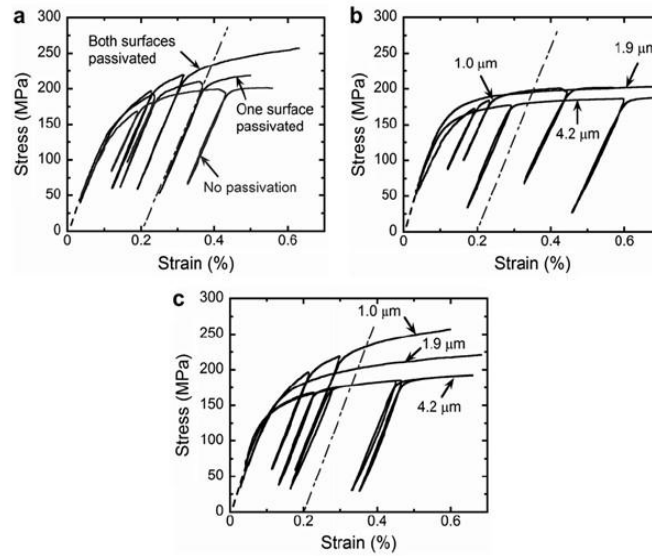 a
300
250
200
150
100
50
0
Stress (MPa)
0.0
0.2
0.4
0.6
Strain (%)
Both surfaces
passivated
One surface
passivated
No passivation
b
300
250
200
150
100
50
0
Stress (MPa)
0.0
0.2
0.4
0.6
Strain (%)
1.0 μm
1.9 μm
4.2 μm
c
300
250
200
150
100
50
0
Stress (MPa)
0.0
0.2
0.4
0.6
Strain (%)
1.0 μm
1.9 μm
4.2 μm